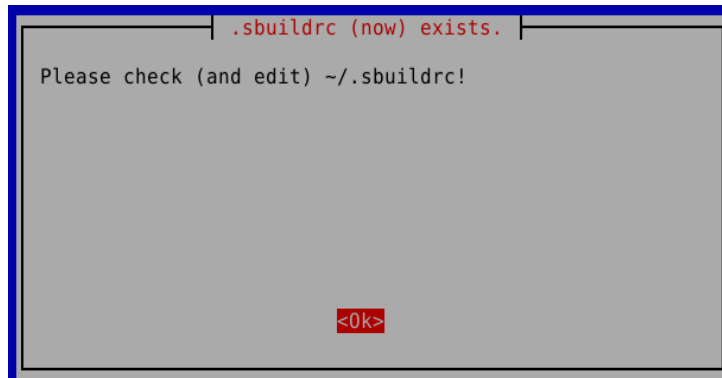 .sbuildrc (now) exists.
Please check (and edit) ~/.sbuildrc!
<Ok>